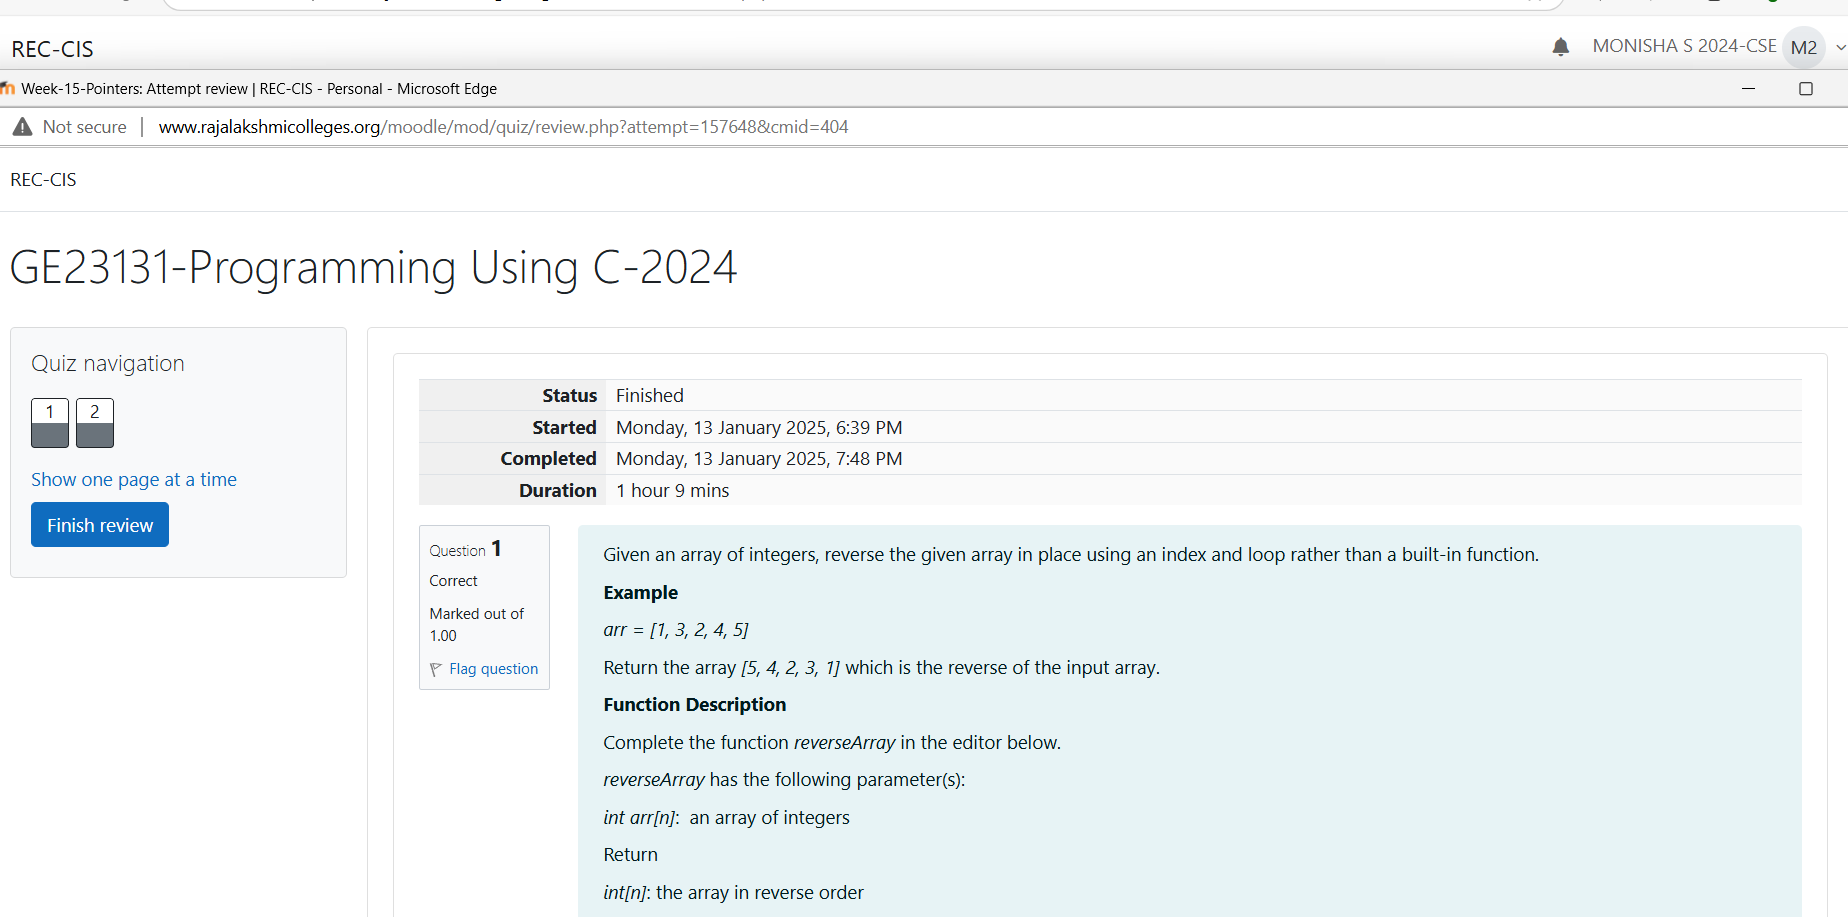 REC-CIS
MONISHA S 2024-CSE M2
Week-15-Pointers: Attempt review | REC-CIS - Personal - Microsoft Edge
Not secure | www.rajalakshmicolleges.org/moodle/mod/quiz/review.php?attempt=157648&cmid=404
REC-CIS
GE23131-Programming Using C-2024
Quiz navigation
1 2
Show one page at a time
Finish review
Status Finished
Started Monday, 13 January 2025, 6:39 PM
Completed Monday, 13 January 2025, 7:48 PM
Duration 1 hour 9 mins
Question 1
Correct
Marked out of
1.00
Flag question
Given an array of integers, reverse the given array in place using an index and loop rather than a built-in function.
Example
arr = [1, 3, 2, 4, 5]
Return the array [5, 4, 2, 3, 1] which is the reverse of the input array.
Function Description
Complete the function reverseArray in the editor below.
reverseArray has the following parameter(s):
int arr[n]: an array of integers
Return
int[n]: the array in reverse order